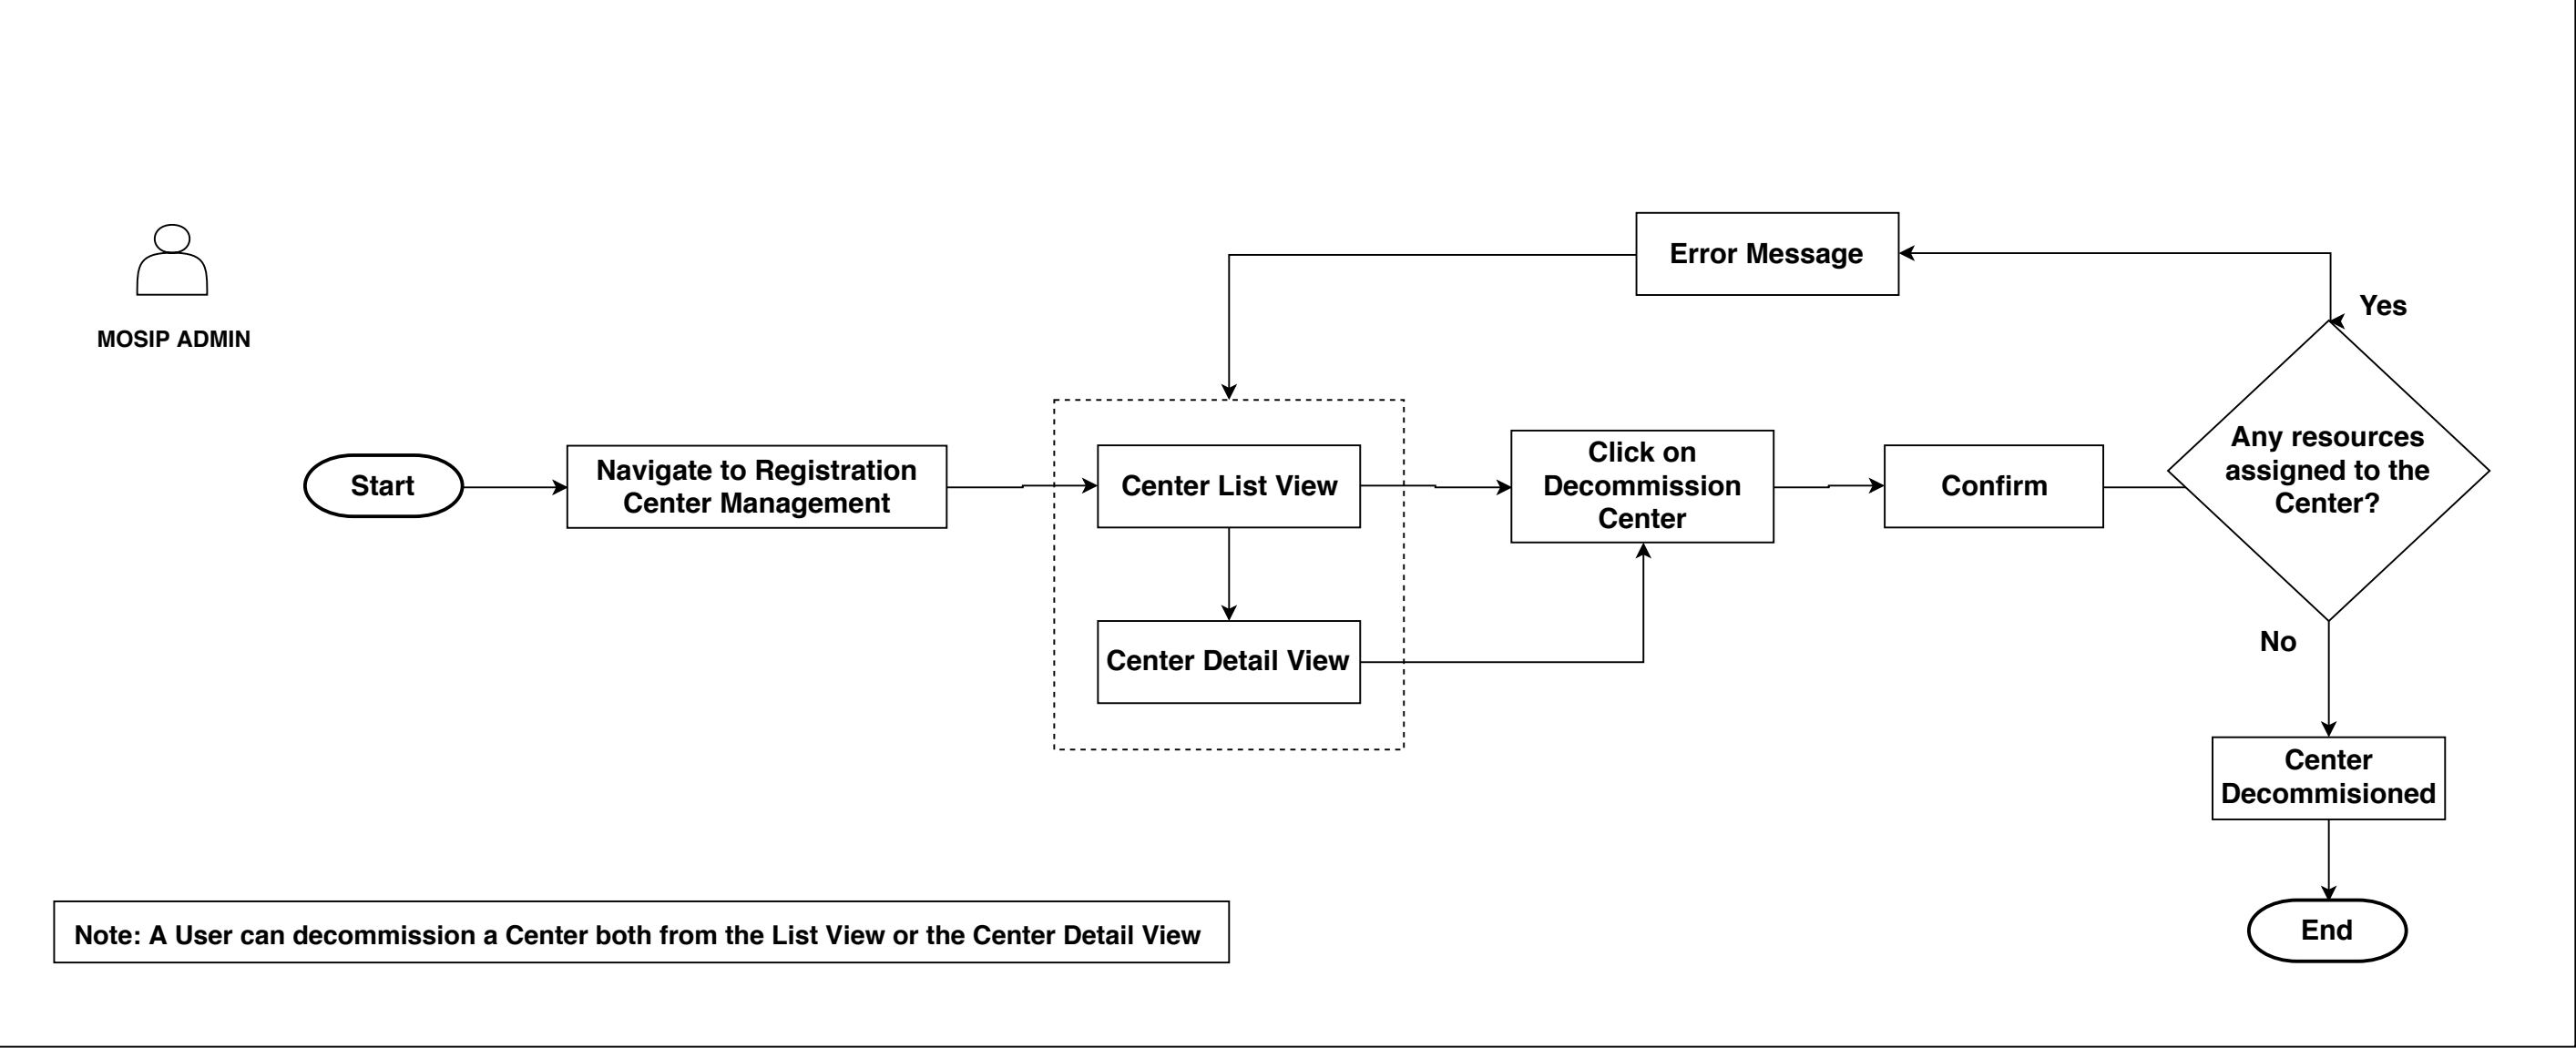 Error Message
Yes
MOSIP ADMIN
Start
Navigate to Registration
Center Management
Center List View
Click on
Decommission
Center
Confirm
Any resources
assigned to the
Center?
Center Detail View
No
Center
Decommisioned
Note: A User can decommission a Center both from the List View or the Center Detail View
End